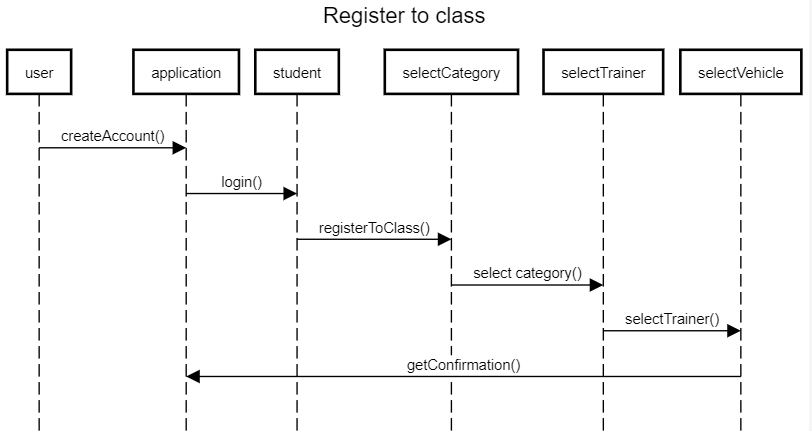 Register to class
user
application
student
selectCategory
selectTrainer
selectVehicle
createAccount()
login()
registerToClass()
select category()
selectTrainer()
getConfirmation()